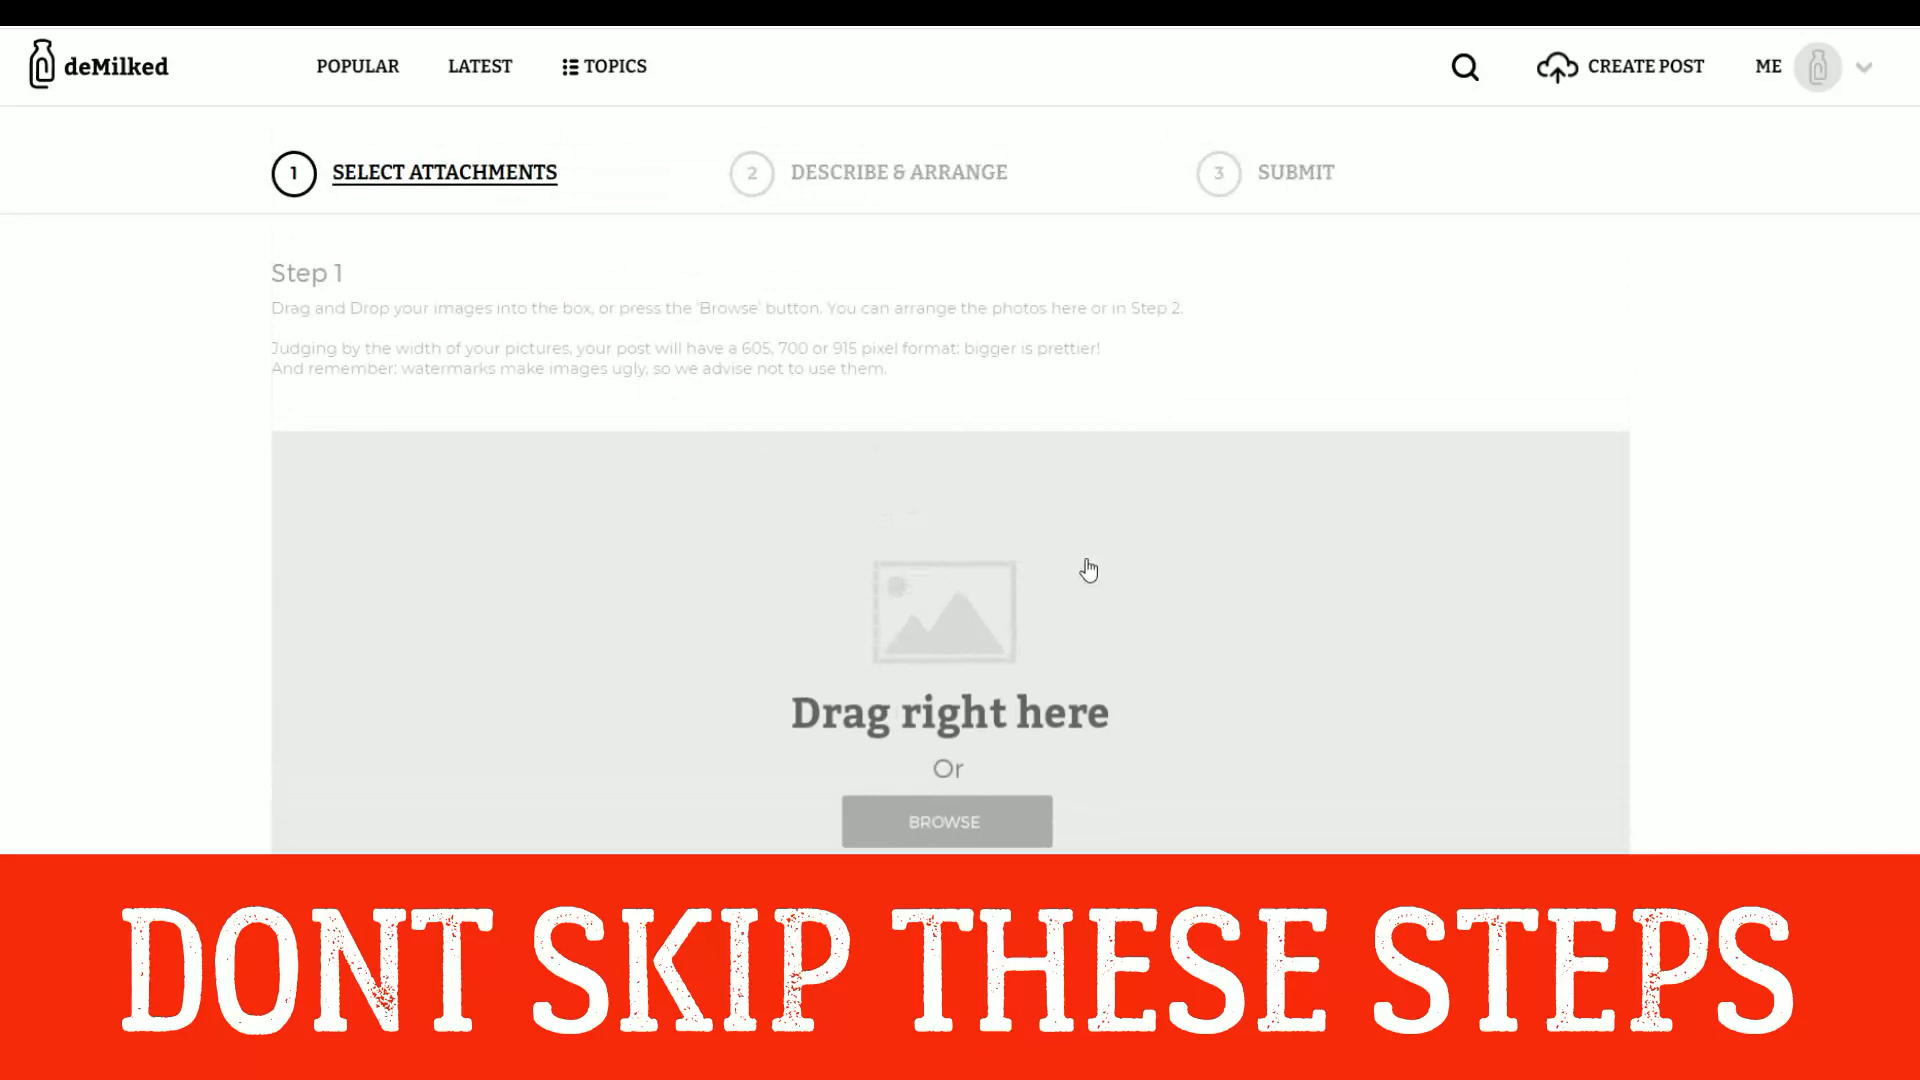 deMilked
POPULAR
LATEST
TOPICS
CREATE POST
ME
1
SELECT ATTACHMENTS
2
DESCRIBE & ARRANGE
3
SUBMIT
Step 1
Drag and Drop your images into the box, or press the 'Browse' button. You can arrange the photos here or in Step 2.
Judging by the width of your pictures, your post will have a 605, 700 or 915 pixel format: bigger is prettier!
And remember: watermarks make images ugly, so we advise not to use them.
Drag right here
Or
BROWSE
DONT SKIP THESE STEPS